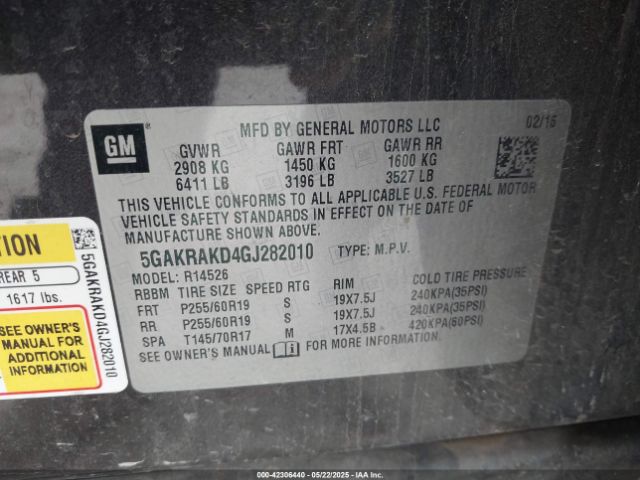 GM
MFD BY GENERAL MOTORS LLC 02/16
GVWR GAWR FRT GAWR RR
2908 KG 1450 KG 1600 KG
6411 LB 3196 LB 3527 LB
THIS VEHICLE CONFORMS TO ALL APPLICABLE U.S. FEDERAL MOTOR
VEHICLE SAFETY STANDARDS IN EFFECT ON THE DATE OF
MANUFACTURE SHOWN ABOVE.
5GAKRAKD4GJ282010 TYPE: M.P.V.
MODEL: R14526
RBBM TIRE SIZE SPEED RTG RIM COLD TIRE PRESSURE
FRT P255/60R19 S 19X7.5J 240KPA(35PSI)
RR P255/60R19 S 19X7.5J 240KPA(35PSI)
SPA T145/70R17 M 17X4.5B 420KPA(60PSI)
SEE OWNER'S MANUAL FOR MORE INFORMATION
TION
REAR 5
1617 lbs.
SEE OWNER'S
MANUAL FOR
ADDITIONAL
INFORMATION
5GAKRAKD4GJ282010
000-42306440 - 05/22/2025 - IAAI.COM